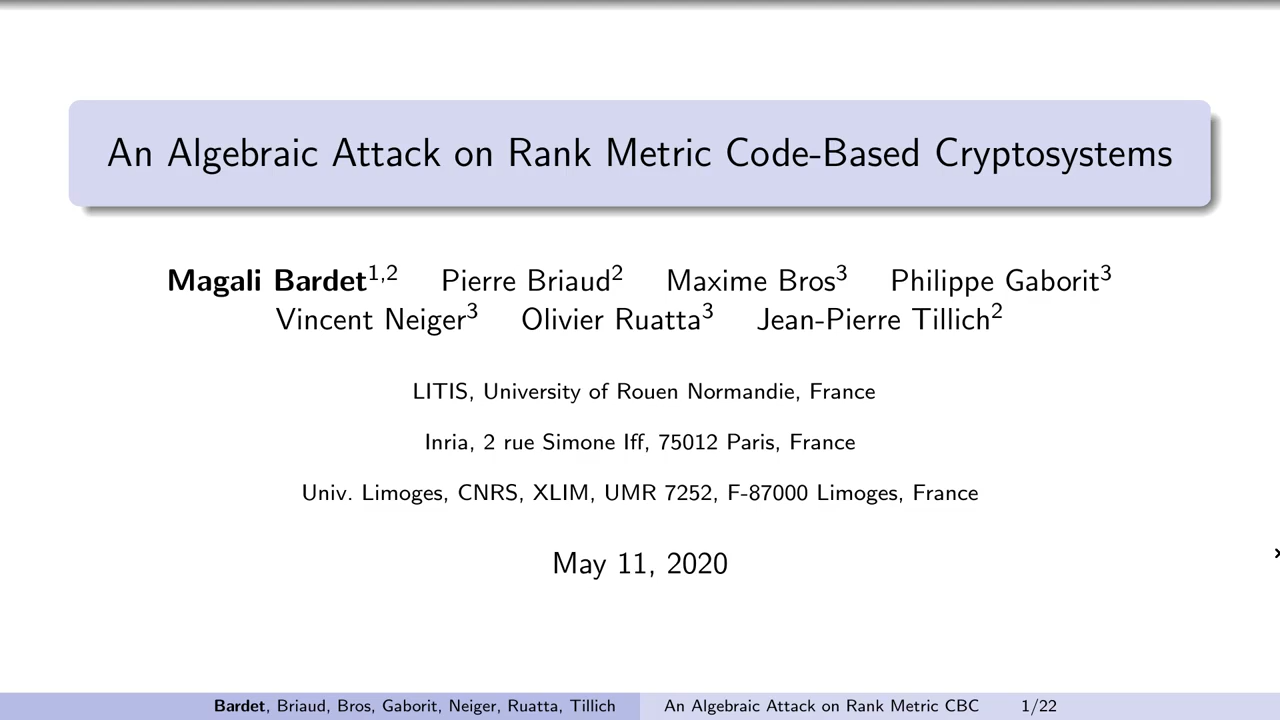 An Algebraic Attack on Rank Metric Code-Based Cryptosystems
Magali Bardet1,2 Pierre Briaud2 Maxime Bros3 Philippe Gaborit3
Vincent Neiger3 Olivier Ruatta3 Jean-Pierre Tillich2
LITIS, University of Rouen Normandie, France
Inria, 2 rue Simone Iff, 75012 Paris, France
Univ. Limoges, CNRS, XLIM, UMR 7252, F-87000 Limoges, France
May 11, 2020
Bardet, Briaud, Bros, Gaborit, Neiger, Ruatta, Tillich An Algebraic Attack on Rank Metric CBC 1/22